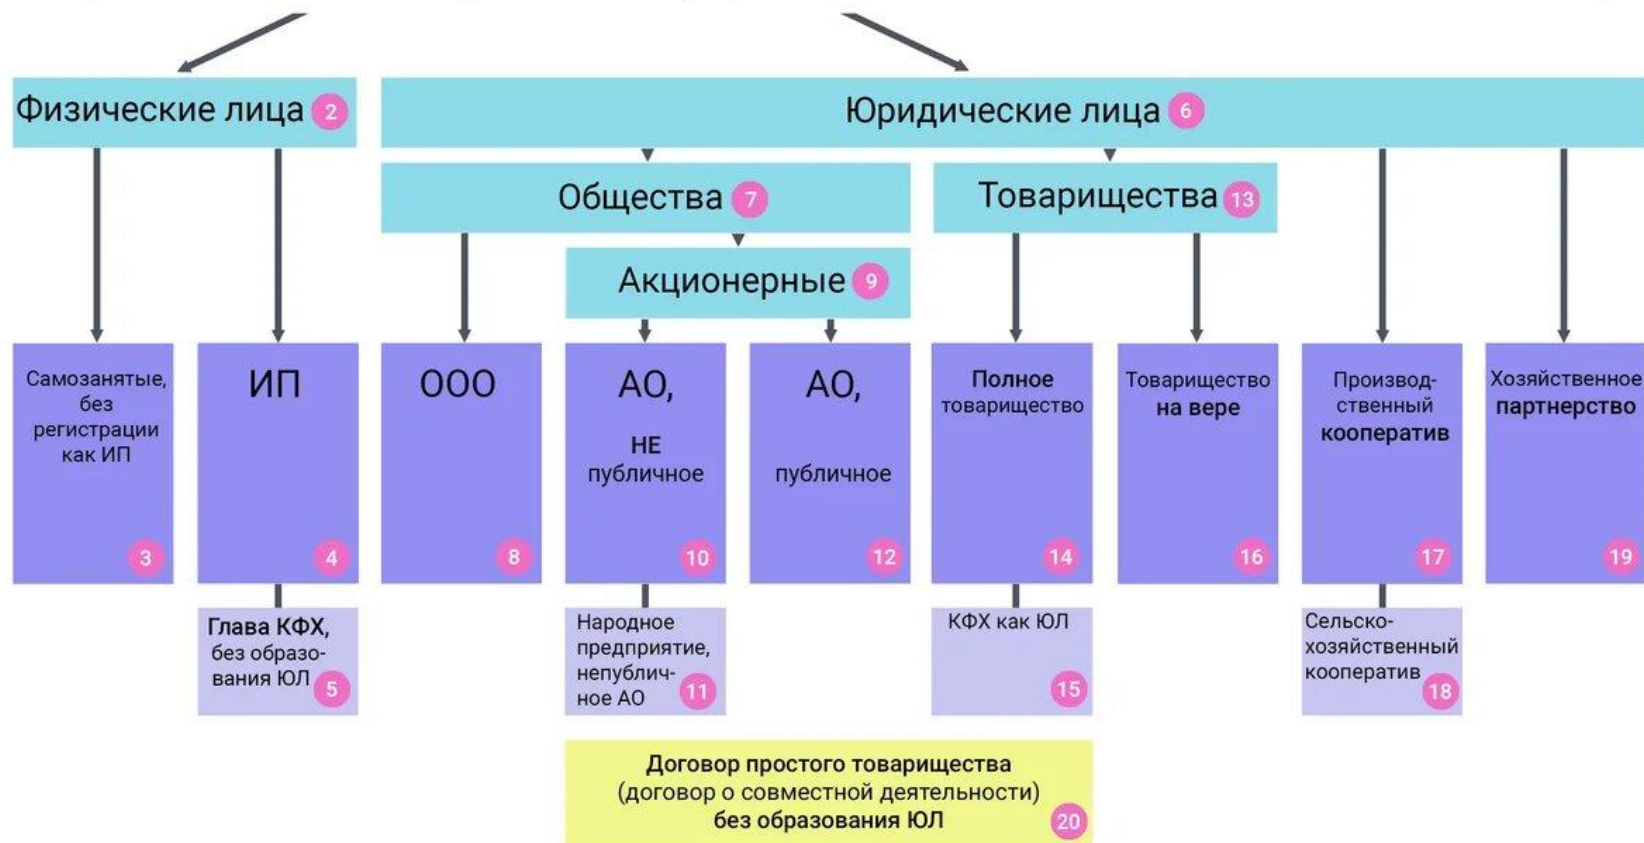 Физические лица 2
Юридические лица 6
Общества 7
Товарищества 13
Акционерные 9
Самозанятые,
без
регистрации
как ИП
3
ИП
4
ООО
8
АО,
НЕ
публичное
10
АО,
публичное
12
Полное
товарищество
14
Товарищество
на вере
16
Производ-
ственный
кооператив
17
Хозяйственное
партнерство
19
Глава КФХ,
без образо-
вания ЮЛ
5
Народное
предприятие,
непублич-
ное АО
11
КФХ как ЮЛ
15
Сельско-
хозяйственный
кооператив
18
Договор простого товарищества
(договор о совместной деятельности)
без образования ЮЛ
20